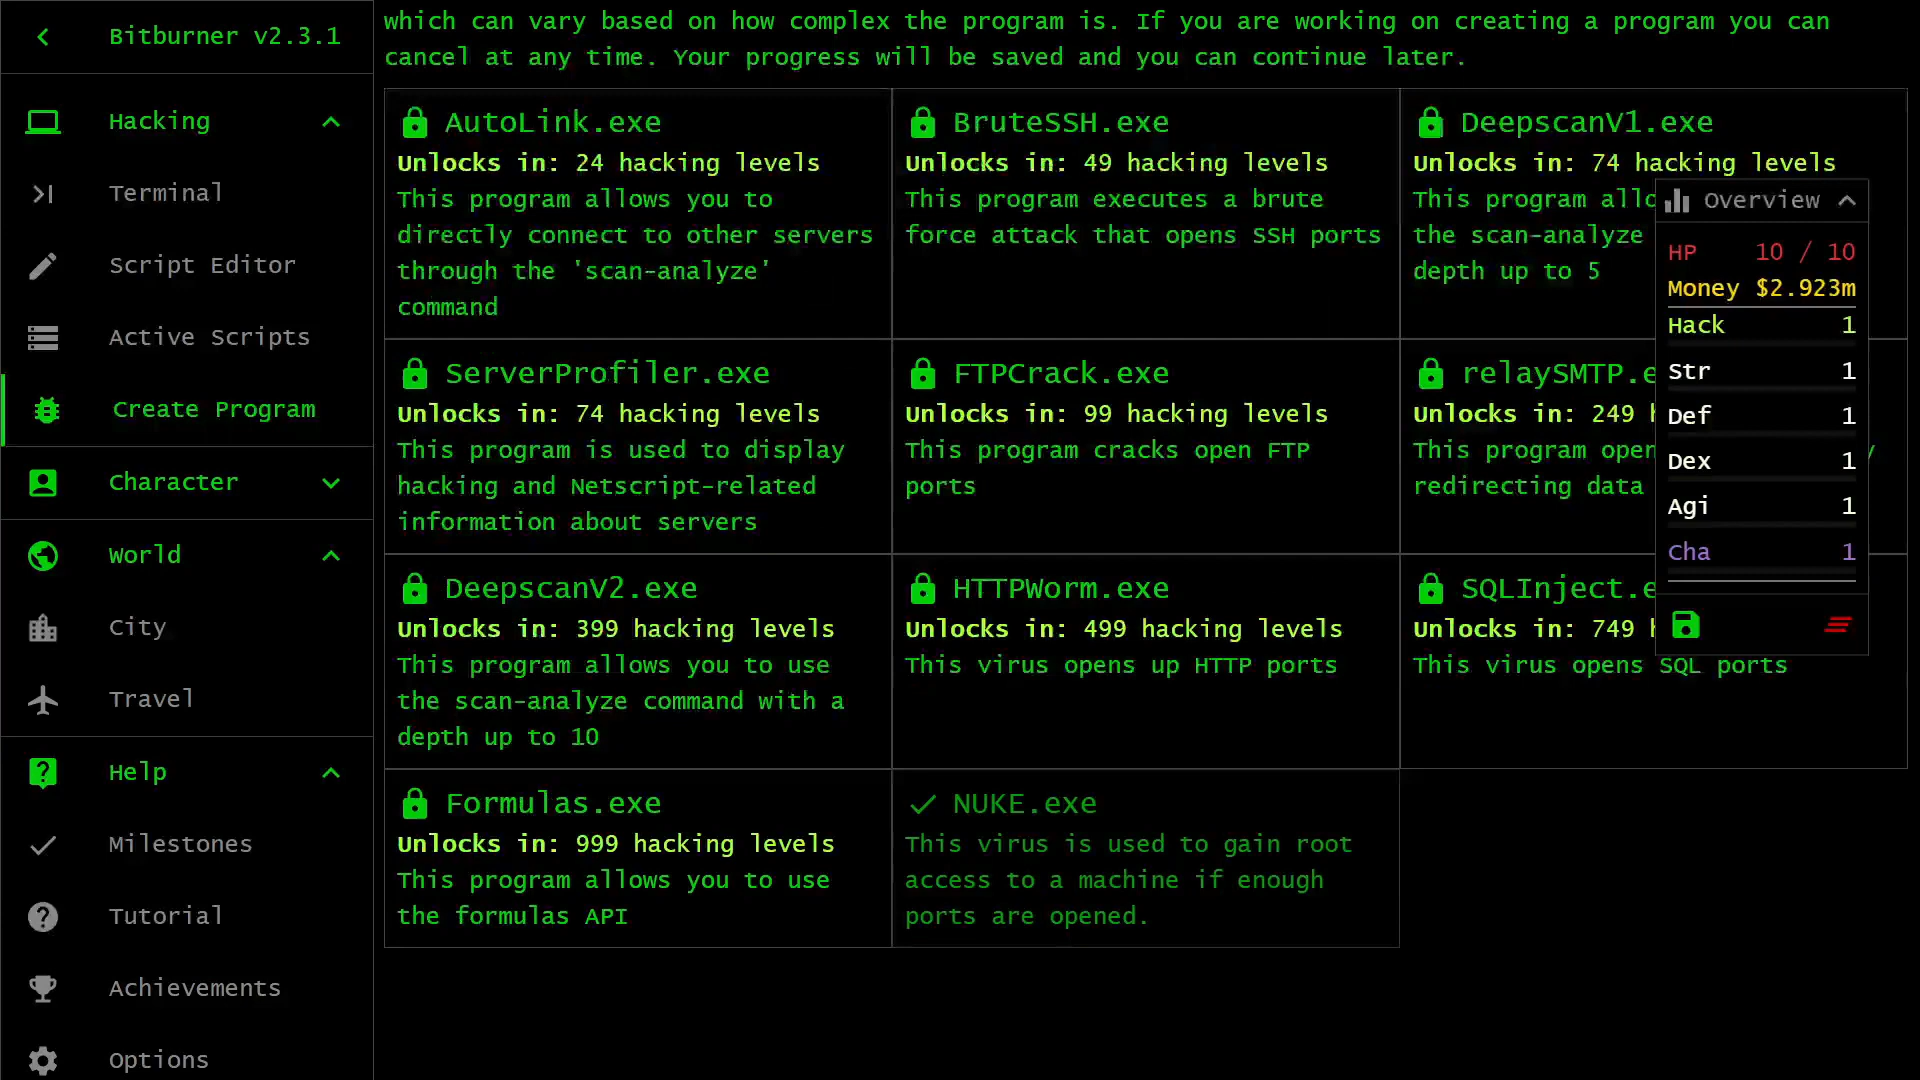 Bitburner v2.3.1
Hacking
Terminal
Script Editor
Active Scripts
Create Program
Character
World
City
Travel
Help
Milestones
Tutorial
Achievements
Options
which can vary based on how complex the program is. If you are working on creating a program you can
cancel at any time. Your progress will be saved and you can continue later.
AutoLink.exe
Unlocks in: 24 hacking levels
This program allows you to
directly connect to other servers
through the 'scan-analyze'
command
BruteSSH.exe
Unlocks in: 49 hacking levels
This program executes a brute
force attack that opens SSH ports
DeepscanV1.exe
Unlocks in: 74 hacking levels
This program
the scan-analyze
depth up to 5
ServerProfiler.exe
Unlocks in: 74 hacking levels
This program is used to display
hacking and Netscript-related
information about servers
FTPCrack.exe
Unlocks in: 99 hacking levels
This program cracks open FTP
ports
relaySMTP.e
Unlocks in: 249
This program open
redirecting data
DeepscanV2.exe
Unlocks in: 399 hacking levels
This program allows you to use
the scan-analyze command with a
depth up to 10
HTTPWorm.exe
Unlocks in: 499 hacking levels
This virus opens up HTTP ports
SQLInject.e
Unlocks in: 749
This virus opens SQL ports
Formulas.exe
Unlocks in: 999 hacking levels
This program allows you to use
the formulas API
NUKE.exe
This virus is used to gain root
access to a machine if enough
ports are opened.
Overview
HP 10 / 10
Money $2.923m
Hack 1
Str 1
Def 1
Dex 1
Agi 1
Cha 1